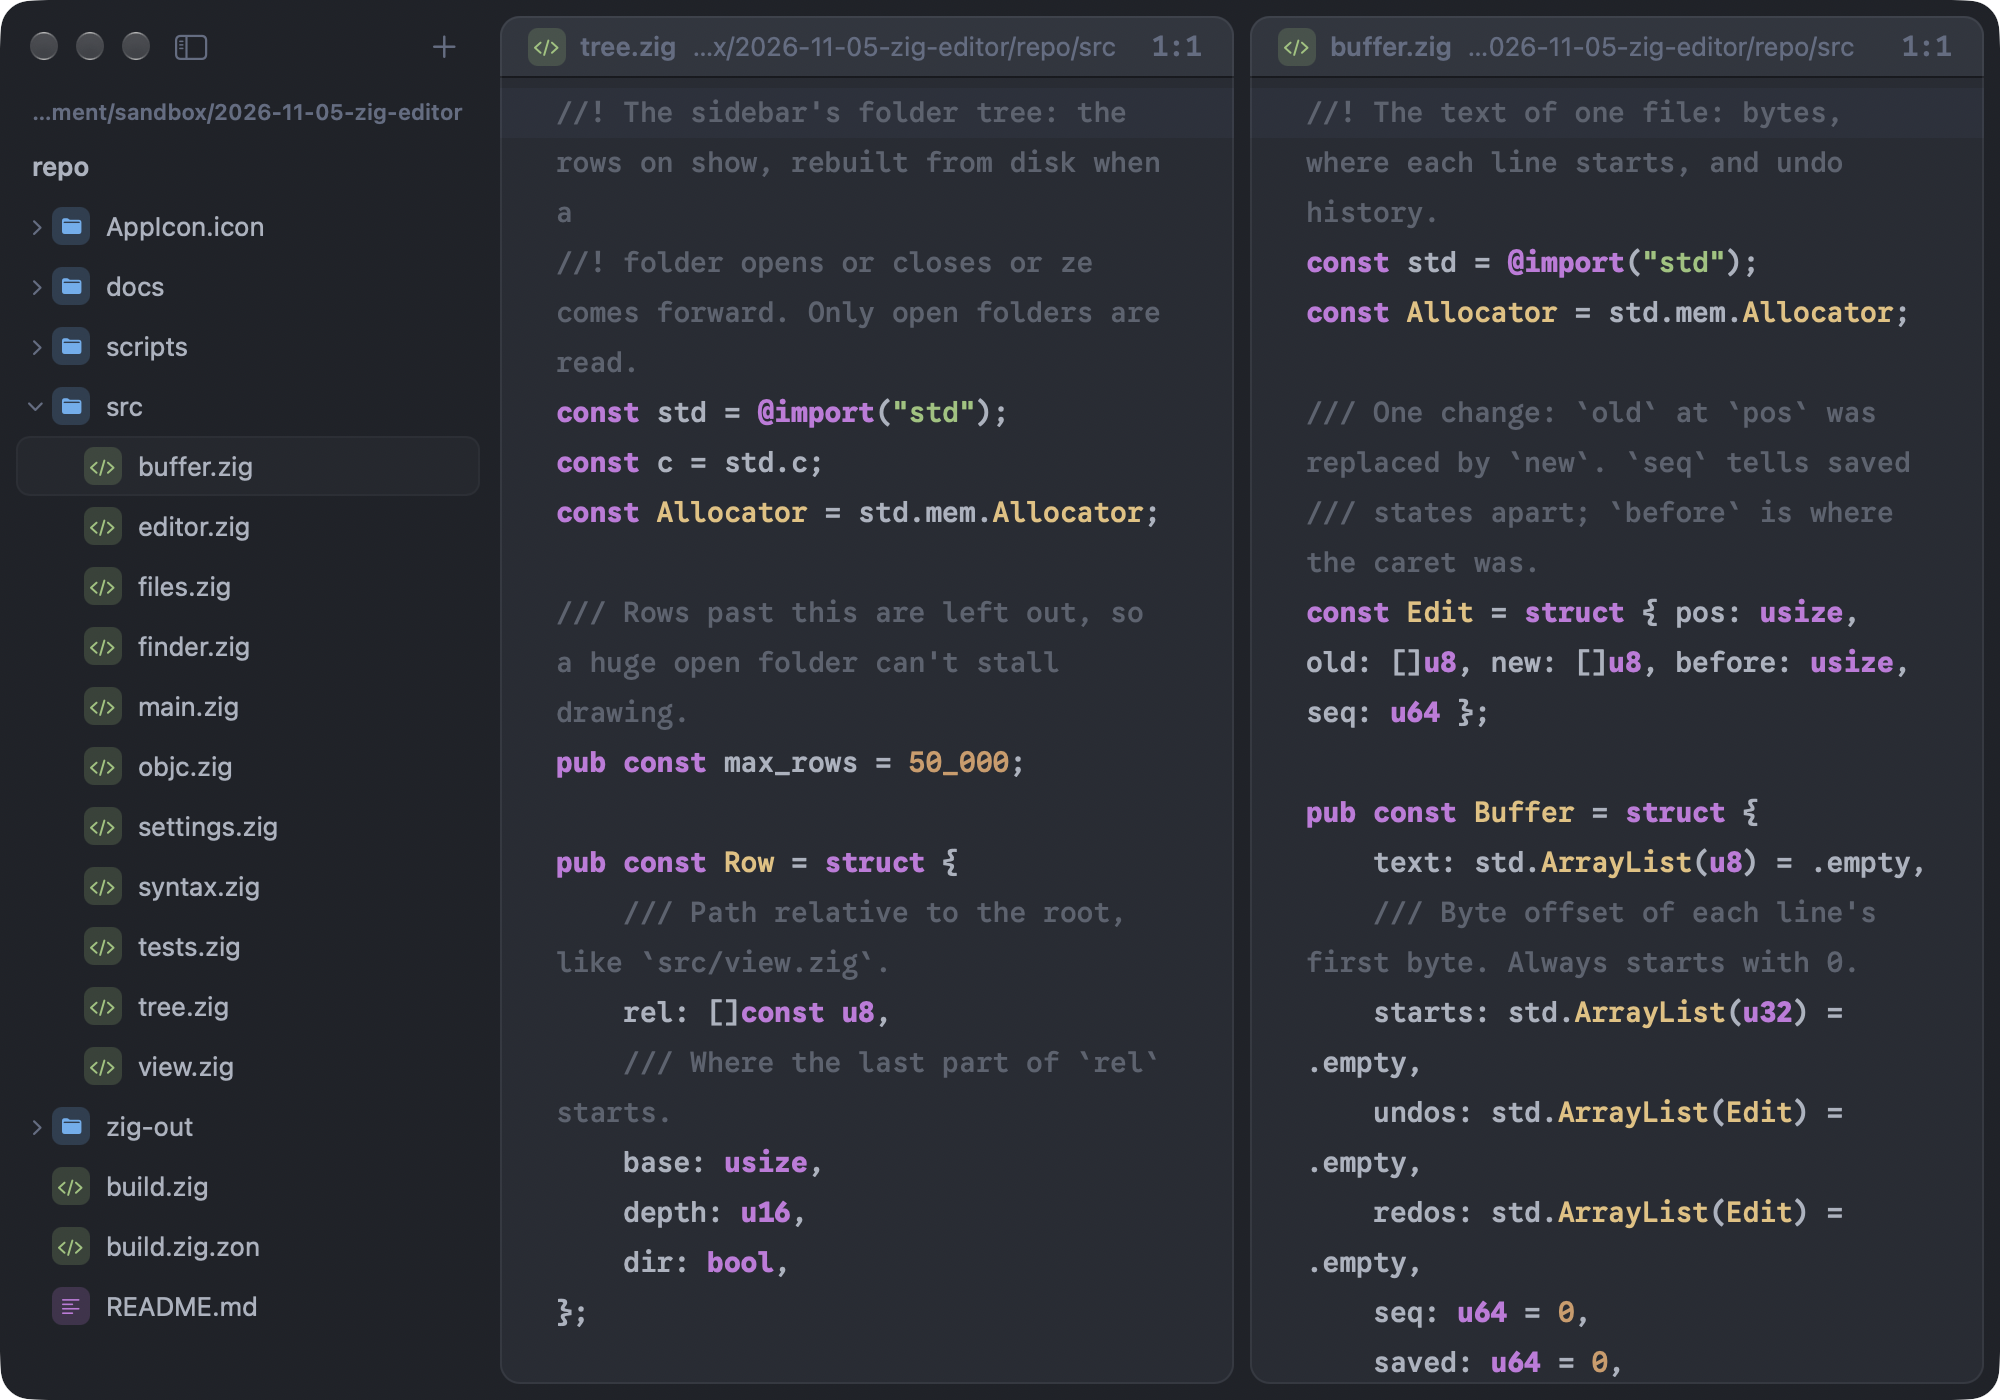 ...ment/sandbox/2026-11-05-zig-editor
repo
AppIcon.icon
docs
scripts
src
buffer.zig
editor.zig
files.zig
finder.zig
main.zig
objc.zig
settings.zig
syntax.zig
tests.zig
tree.zig
view.zig
zig-out
build.zig
build.zig.zon
README.md
tree.zig ...x/2026-11-05-zig-editor/repo/src 1:1
//! The sidebar's folder tree: the
rows on show, rebuilt from disk when
a
//! folder opens or closes or ze
comes forward. Only open folders are
read.
const std = @import("std");
const c = std.c;
const Allocator = std.mem.Allocator;

/// Rows past this are left out, so
a huge open folder can't stall
drawing.
pub const max_rows = 50_000;

pub const Row = struct {
    /// Path relative to the root,
like `src/view.zig`.
    rel: []const u8,
    /// Where the last part of `rel`
starts.
    base: usize,
    depth: u16,
    dir: bool,
};
buffer.zig ...026-11-05-zig-editor/repo/src 1:1
//! The text of one file: bytes,
where each line starts, and undo
history.
const std = @import("std");
const Allocator = std.mem.Allocator;

/// One change: `old` at `pos` was
replaced by `new`. `seq` tells saved
/// states apart; `before` is where
the caret was.
const Edit = struct { pos: usize,
old: []u8, new: []u8, before: usize,
seq: u64 };

pub const Buffer = struct {
    text: std.ArrayList(u8) = .empty,
    /// Byte offset of each line's
first byte. Always starts with 0.
    starts: std.ArrayList(u32) =
.empty,
    undos: std.ArrayList(Edit) =
.empty,
    redos: std.ArrayList(Edit) =
.empty,
    seq: u64 = 0,
    saved: u64 = 0,